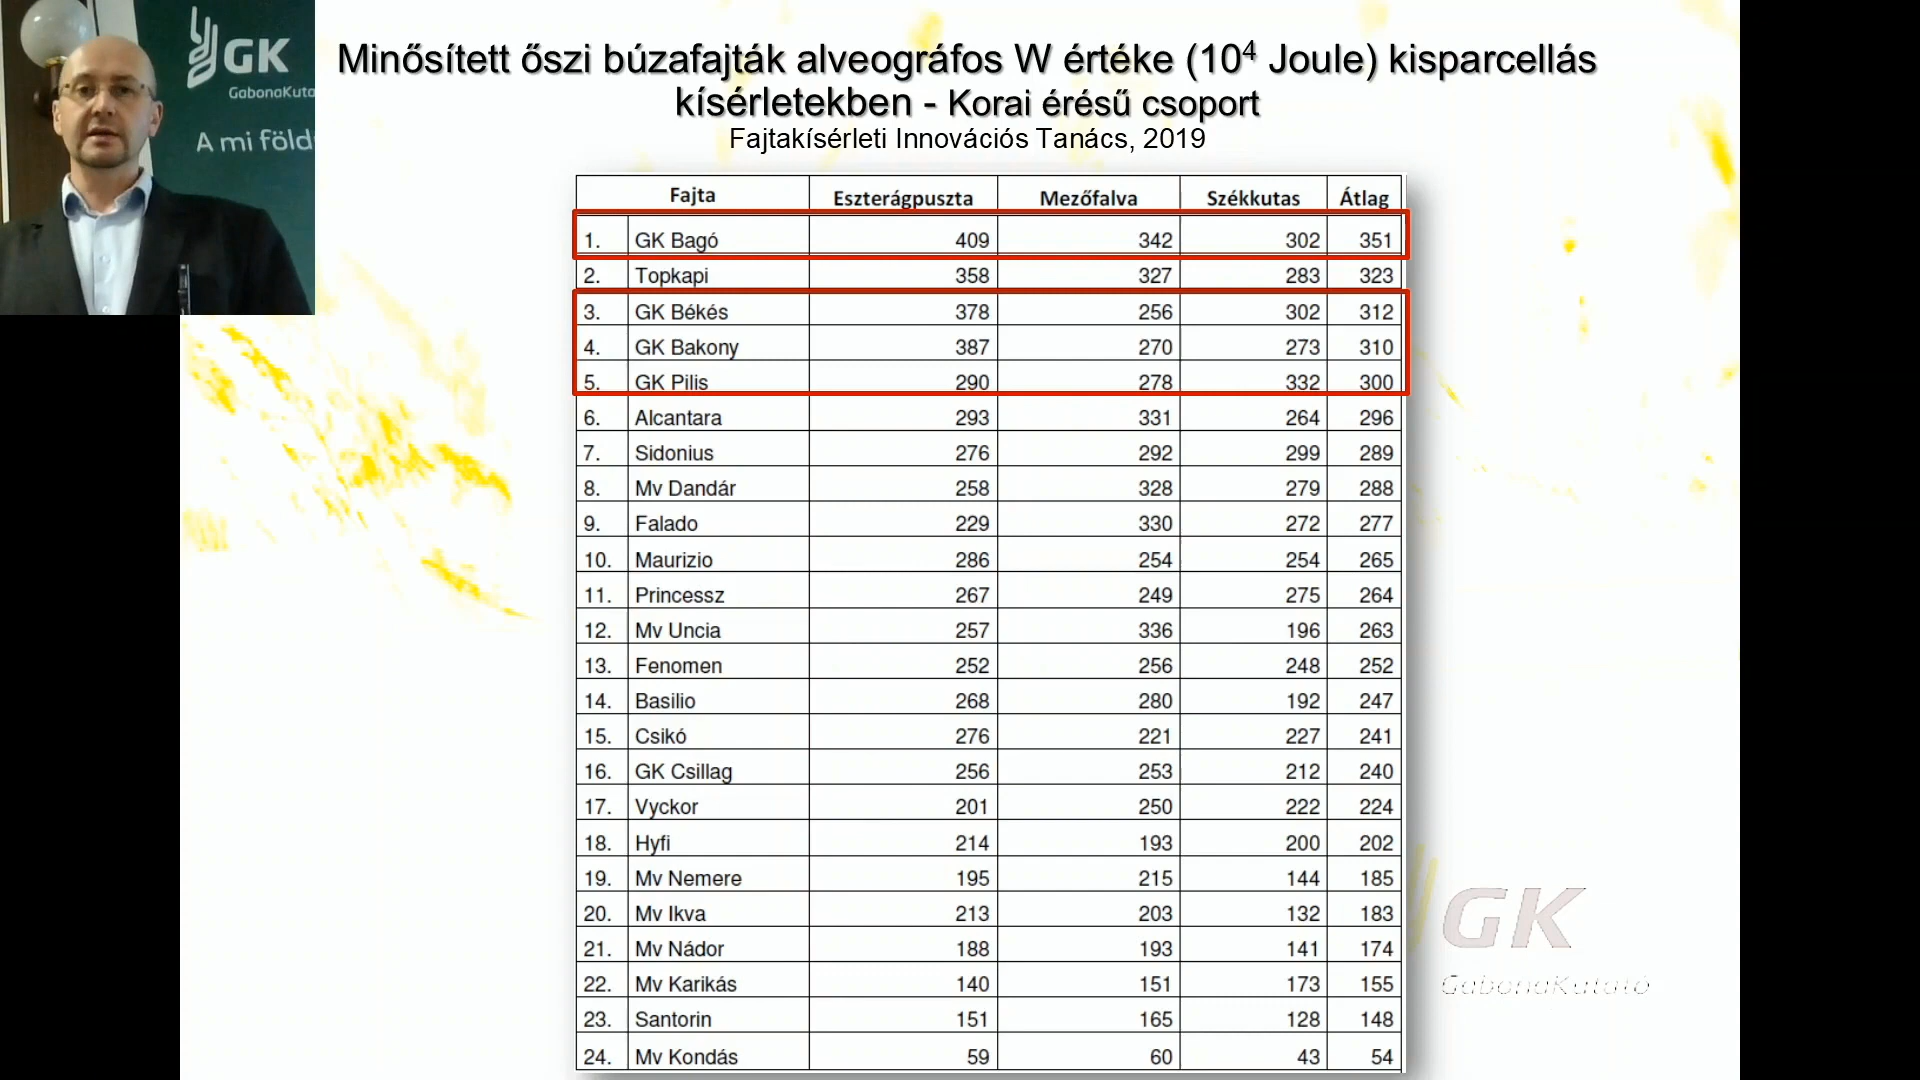 GK
GabonaKuta
A mi föld
Minősített őszi búzafajták alveográfos W értéke (10⁴ Joule) kisparcellás
kísérletekben - Korai érésű csoport
Fajtakísérleti Innovációs Tanács, 2019
Fajta Eszterágpuszta Mezőfalva Székkutas Átlag
1. GK Bagó 409 342 302 351
2. Topkapi 358 327 283 323
3. GK Békés 378 256 302 312
4. GK Bakony 387 270 273 310
5. GK Pilis 290 278 332 300
6. Alcantara 293 331 264 296
7. Sidonius 276 292 299 289
8. Mv Dandár 258 328 279 288
9. Falado 229 330 272 277
10. Maurizio 286 254 254 265
11. Princessz 267 249 275 264
12. Mv Uncia 257 336 196 263
13. Fenomen 252 256 248 252
14. Basilio 268 280 192 247
15. Csikó 276 221 227 241
16. GK Csillag 256 253 212 240
17. Vyckor 201 250 222 224
18. Hyfi 214 193 200 202
19. Mv Nemere 195 215 144 185
20. Mv Ikva 213 203 132 183
21. Mv Nádor 188 193 141 174
22. Mv Karikás 140 151 173 155
23. Santorin 151 165 128 148
24. Mv Kondás 59 60 43 54
GK
GabonaKutató